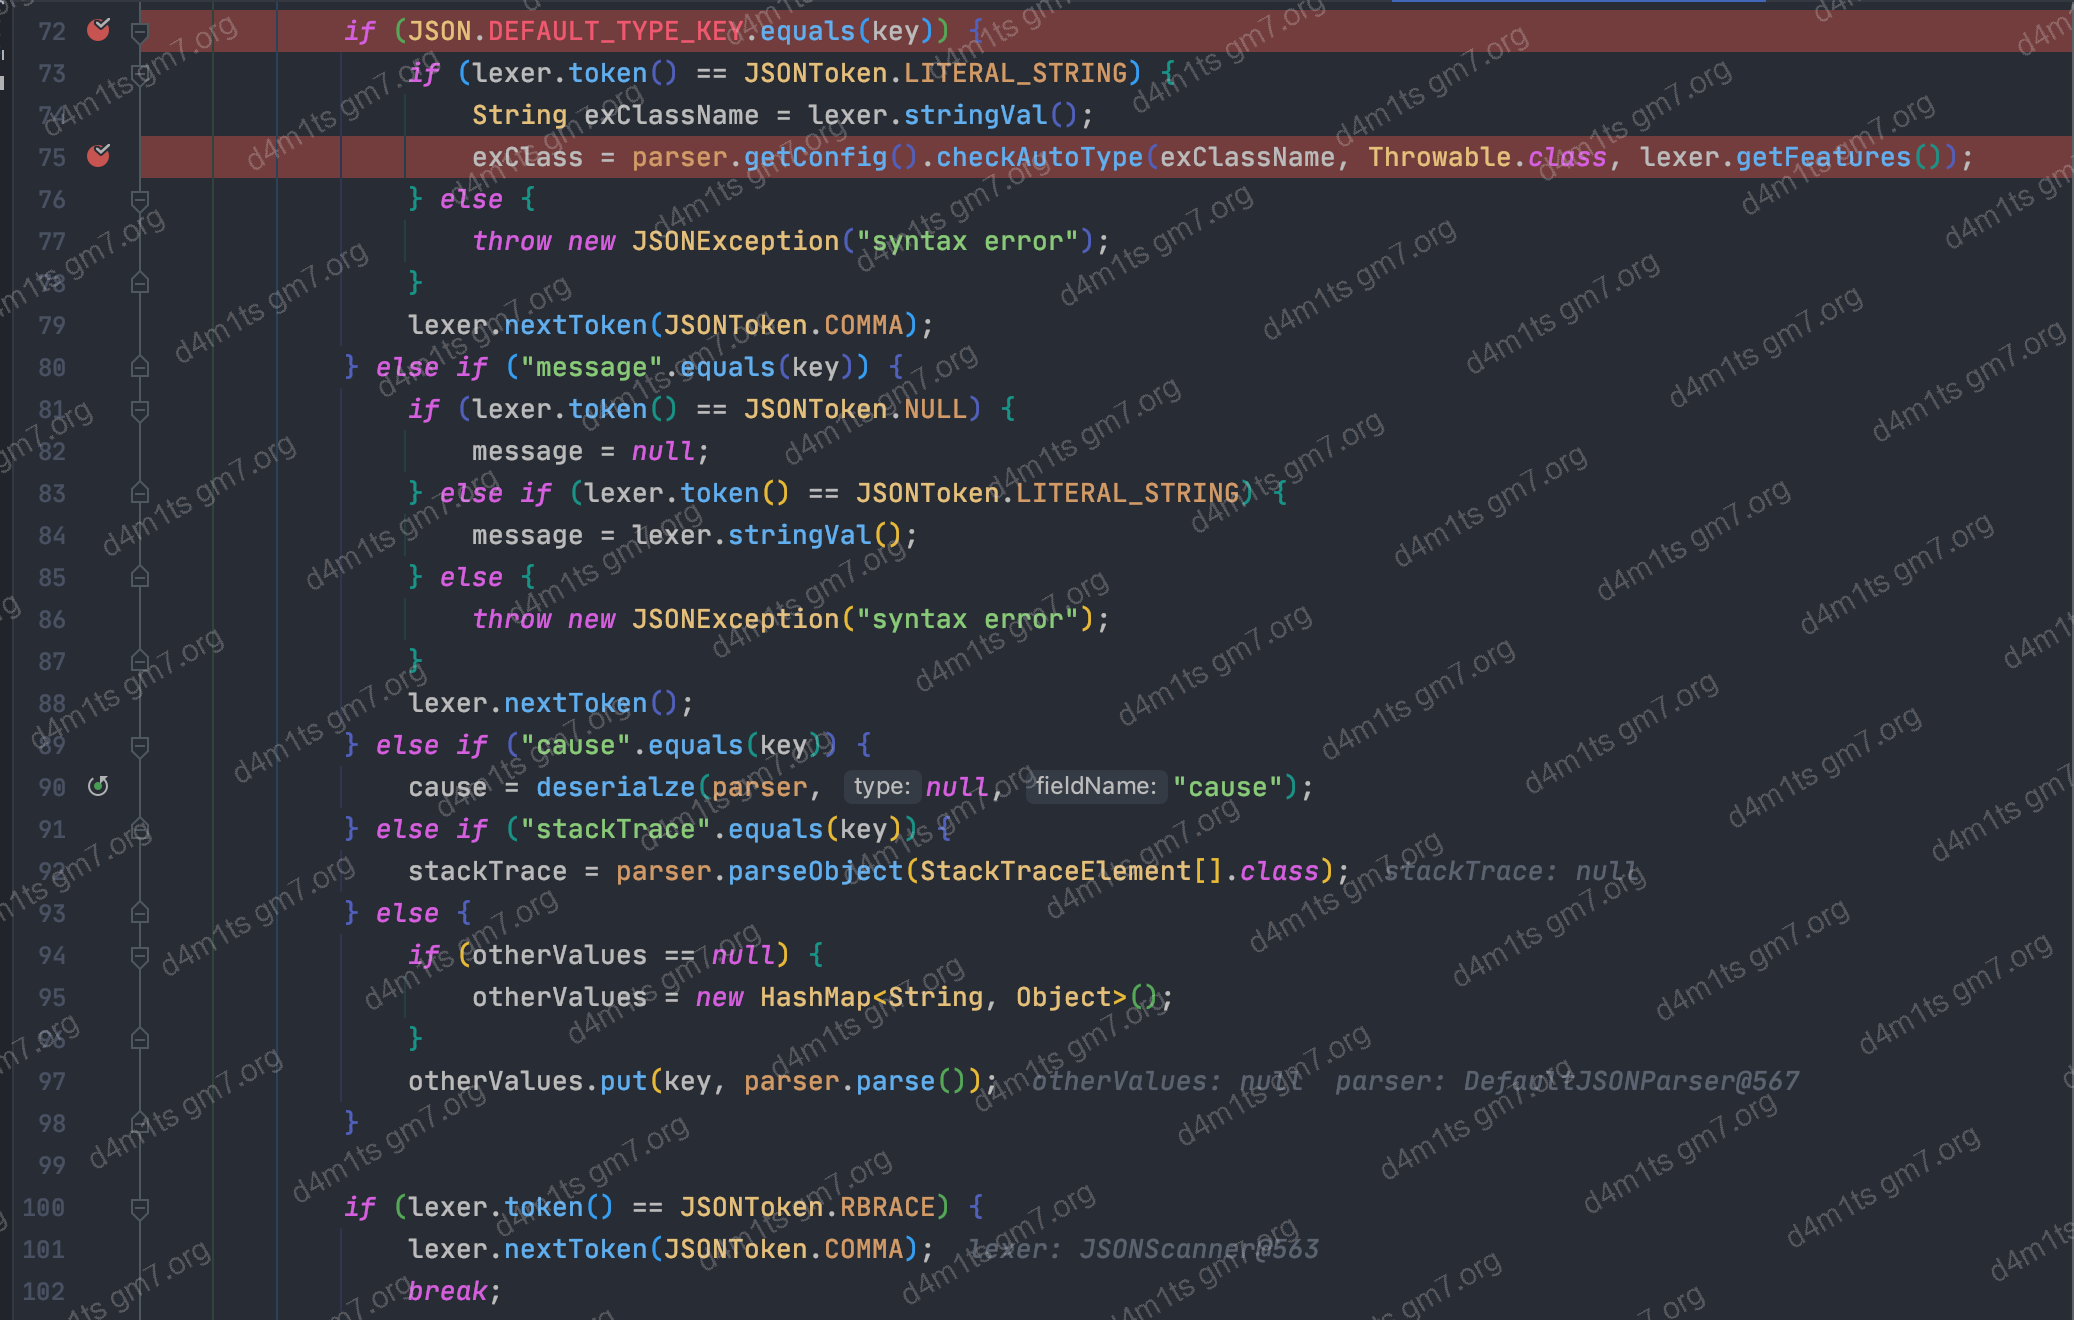 72 if (JSON.DEFAULT_TYPE_KEY.equals(key)) {
73 if (lexer.token() == JSONToken.LITERAL_STRING) {
74 String exClassName = lexer.stringVal();
75 exClass = parser.getConfig().checkAutoType(exClassName, Throwable.class, lexer.getFeatures());
76 } else {
77 throw new JSONException("syntax error");
78 }
79 lexer.nextToken(JSONToken.COMMA);
80 } else if ("message".equals(key)) {
81 if (lexer.token() == JSONToken.NULL) {
82 message = null;
83 } else if (lexer.token() == JSONToken.LITERAL_STRING) {
84 message = lexer.stringVal();
85 } else {
86 throw new JSONException("syntax error");
87 }
88 lexer.nextToken();
89 } else if ("cause".equals(key)) {
90 cause = deserialze(parser, type: null, fieldName: "cause");
91 } else if ("stackTrace".equals(key)) {
92 stackTrace = parser.parseObject(StackTraceElement[].class); stackTrace: null
93 } else {
94 if (otherValues == null) {
95 otherValues = new HashMap<String, Object>();
96 }
97 otherValues.put(key, parser.parse()); otherValues: null parser: DefaultJSONParser@567
98 }
99
100 if (lexer.token() == JSONToken.RBRACE) {
101 lexer.nextToken(JSONToken.COMMA); lexer: JSONScanner@563
102 break;
d4m1ts gm7.org